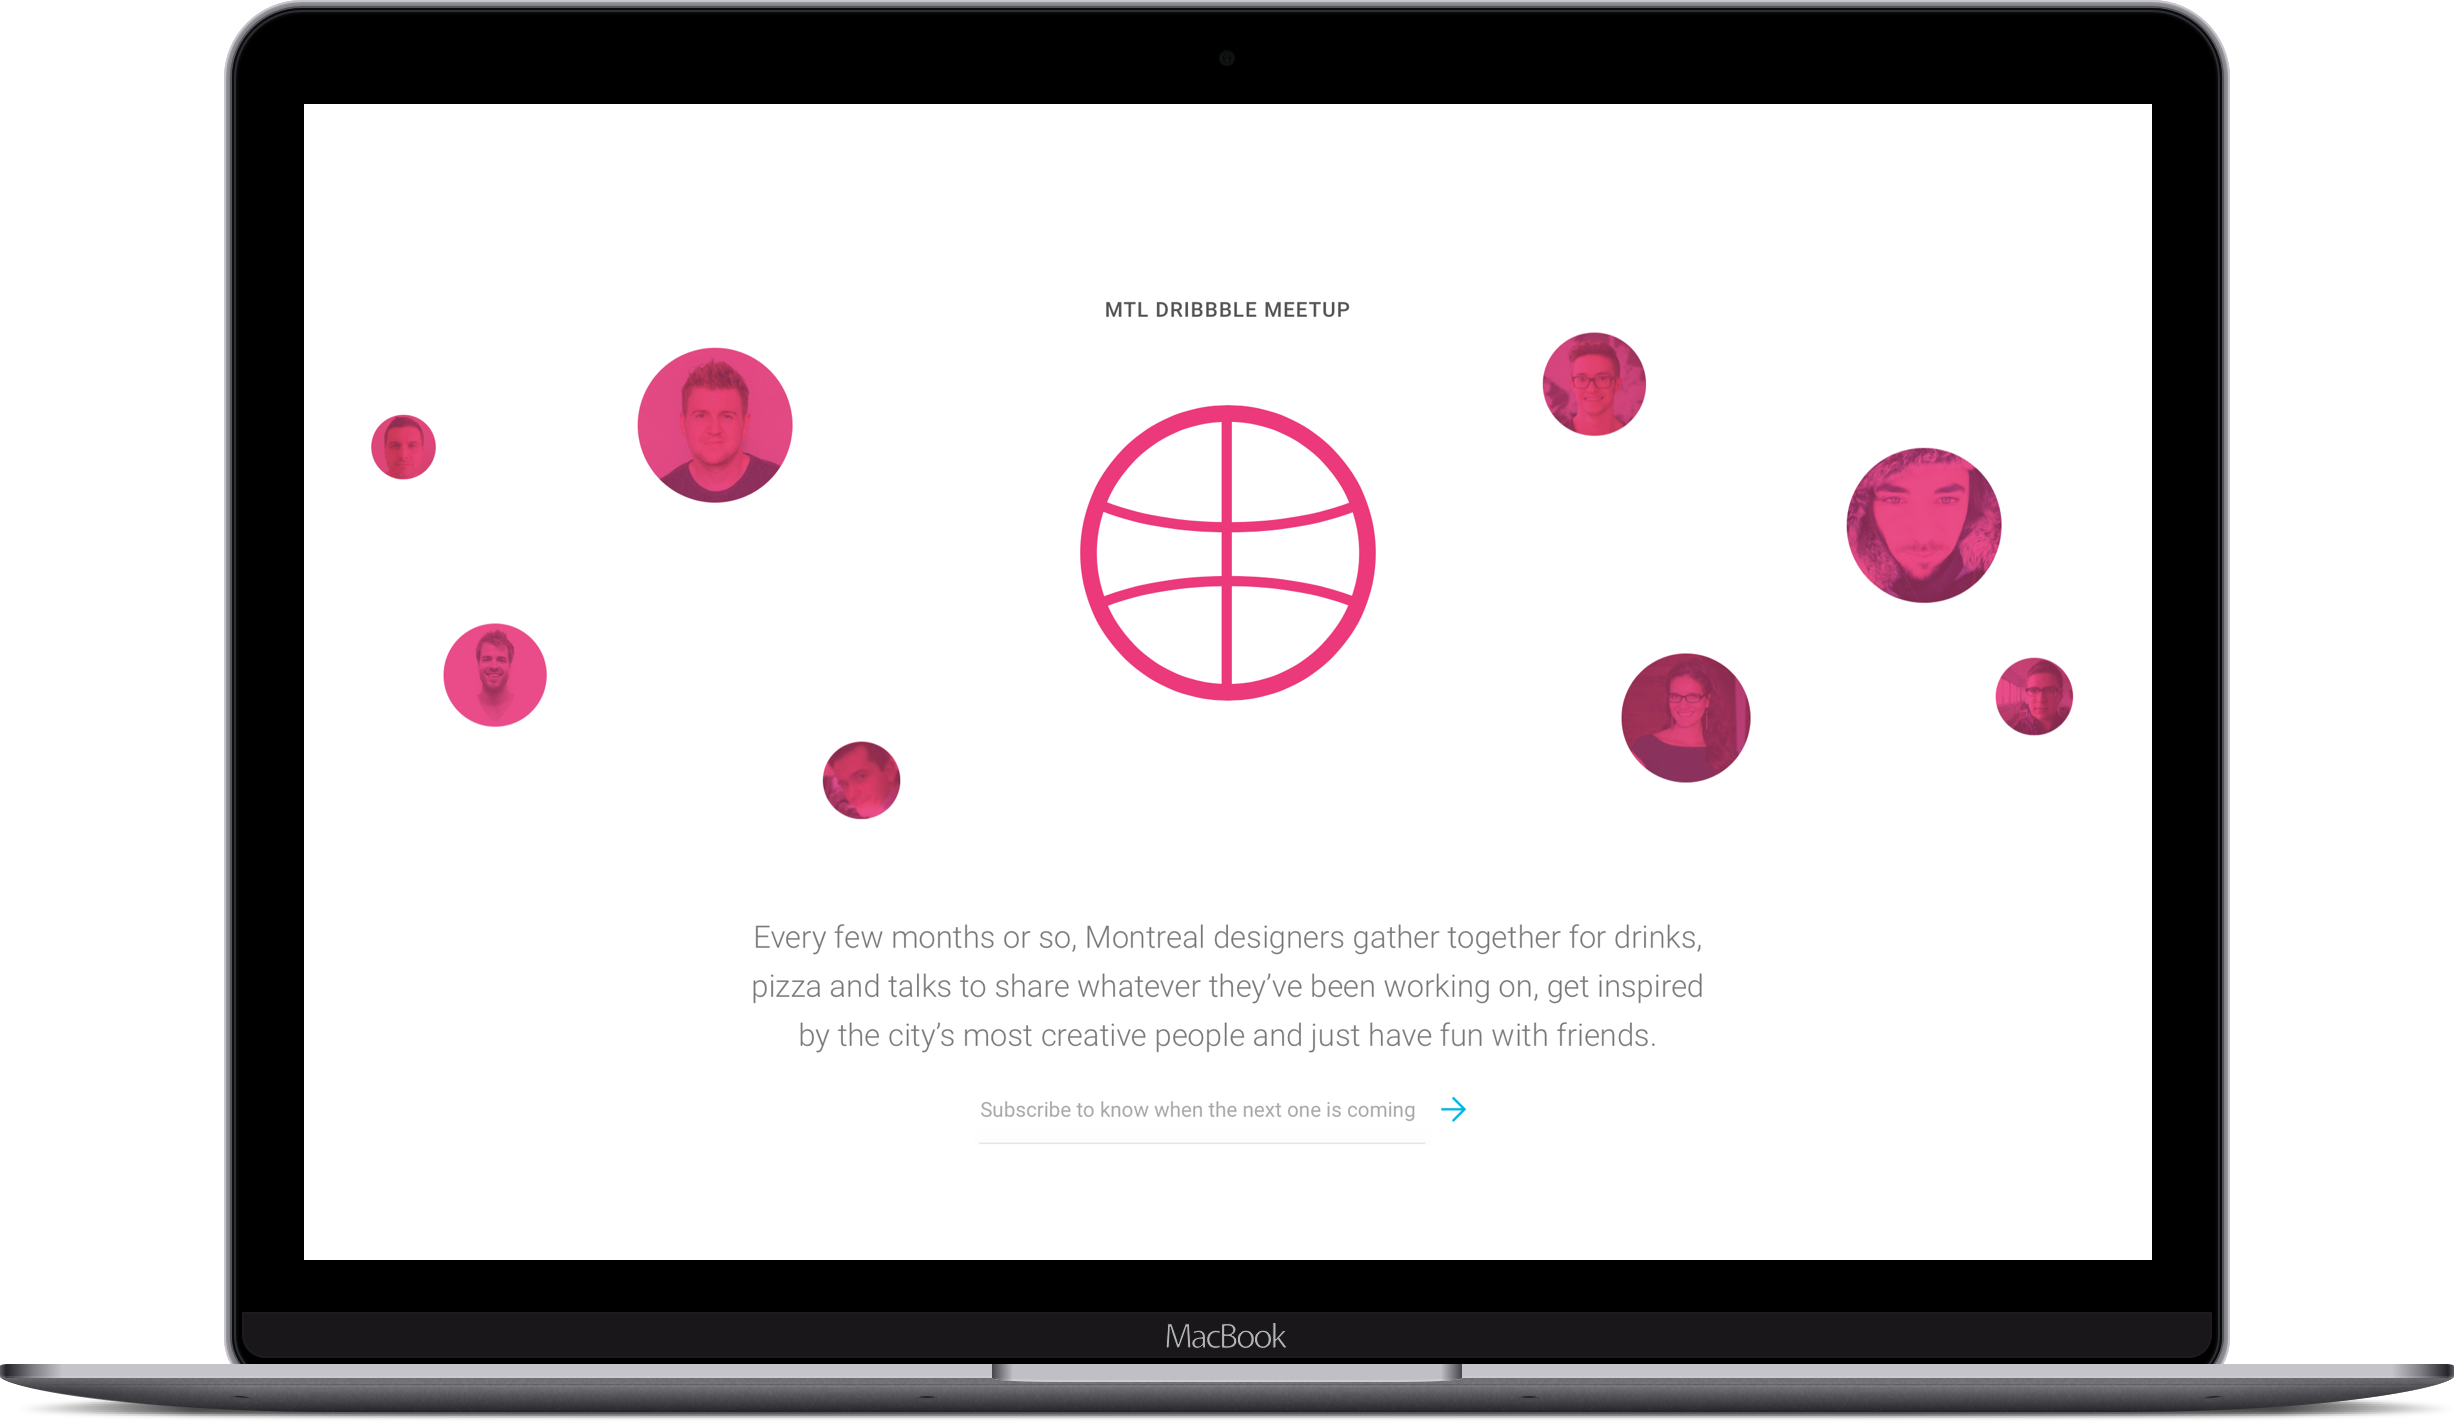 MTL DRIBBBLE MEETUP
Every few months or so, Montreal designers gather together for drinks,
pizza and talks to share whatever they’ve been working on, get inspired
by the city’s most creative people and just have fun with friends.
Subscribe to know when the next one is coming
MacBook